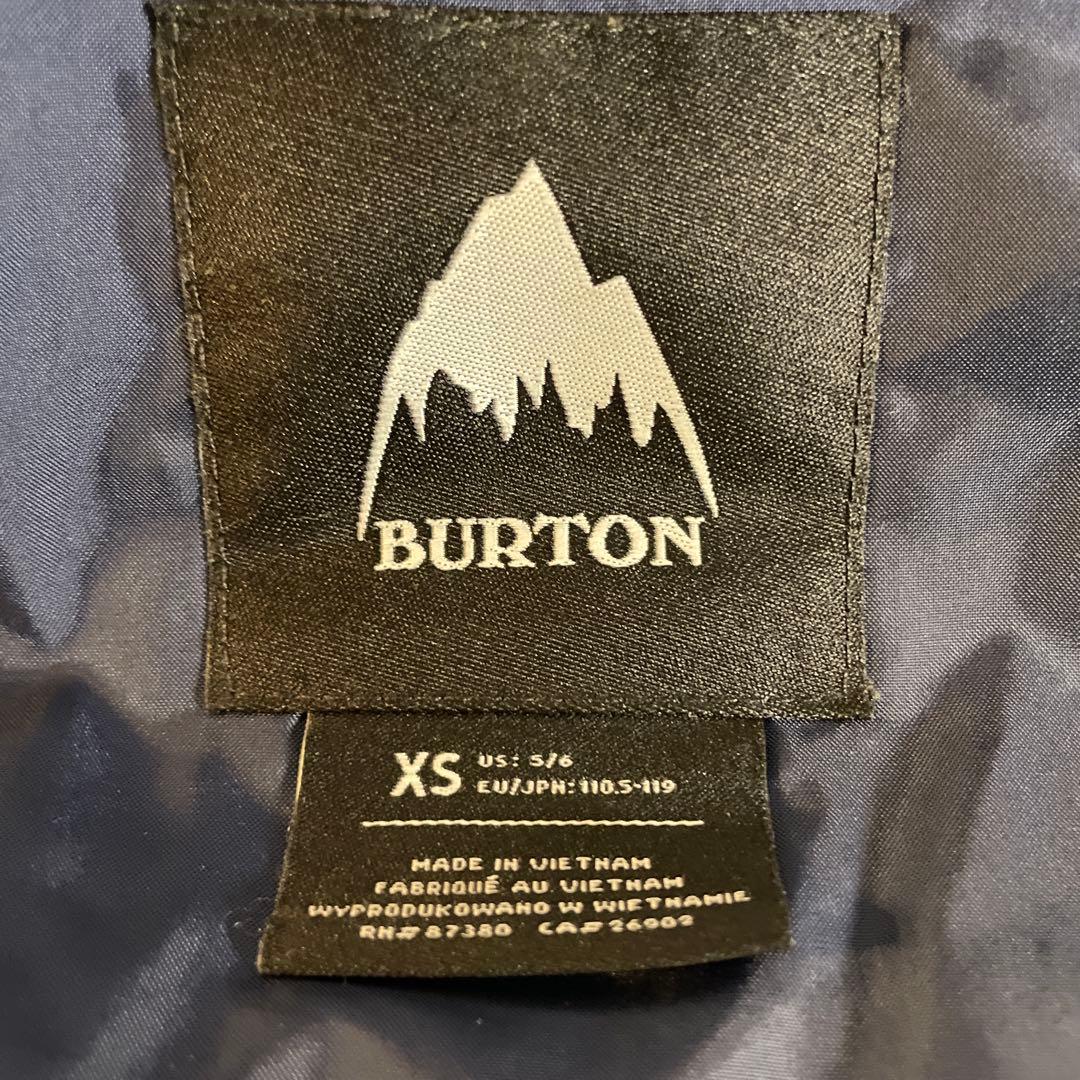 BURTON
XS US: 5/6
EU/JPN: 110.5-119
MADE IN VIETNAM
FABRIQUÉ AU VIETNAM
WYPRODUKOWANO W WIETNAMIE
RN# 87380 CA# 26902